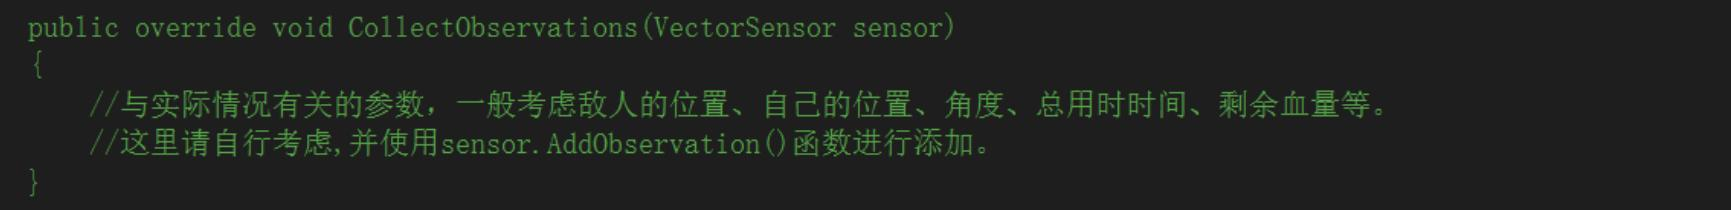 public override void CollectObservations(VectorSensor sensor)
{
//与实际情况有关的参数，一般考虑敌人的位置、自己的位置、角度、总用时时间、剩余血量等。
//这里请自行考虑,并使用sensor.AddObservation()函数进行添加。
}